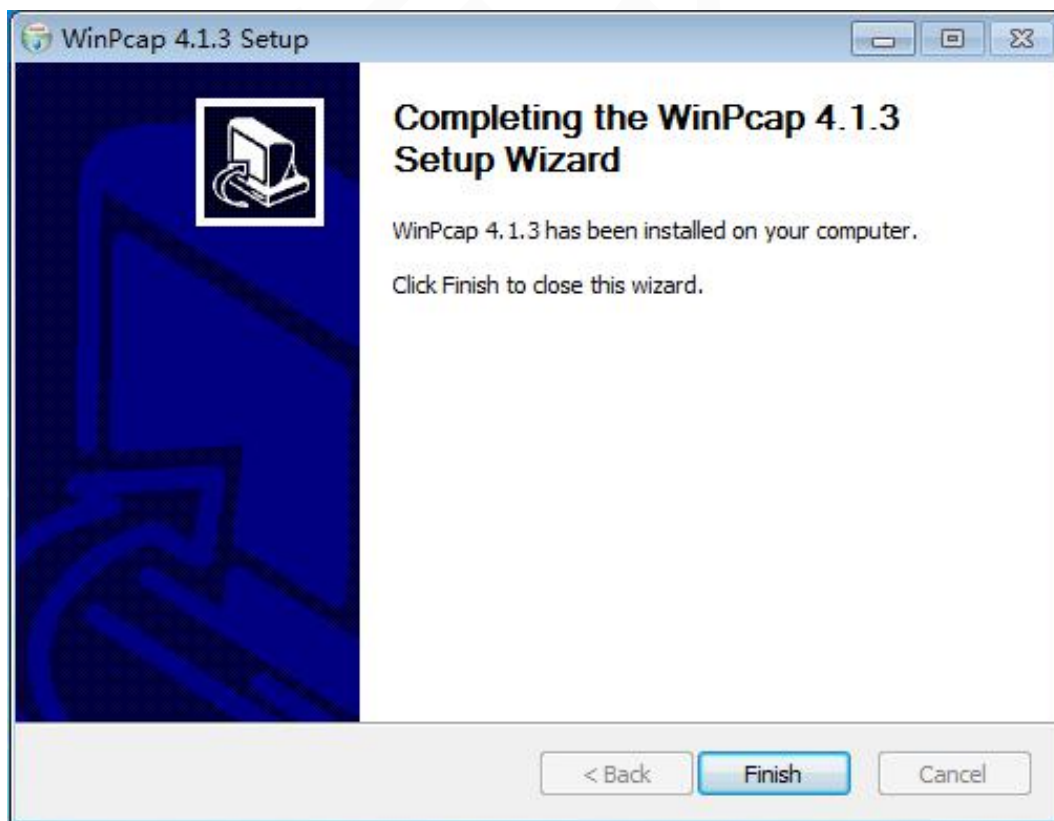 WinPcap 4.1.3 Setup
Completing the WinPcap 4.1.3
Setup Wizard
WinPcap 4.1.3 has been installed on your computer.
Click Finish to close this wizard.
< Back
Finish
Cancel